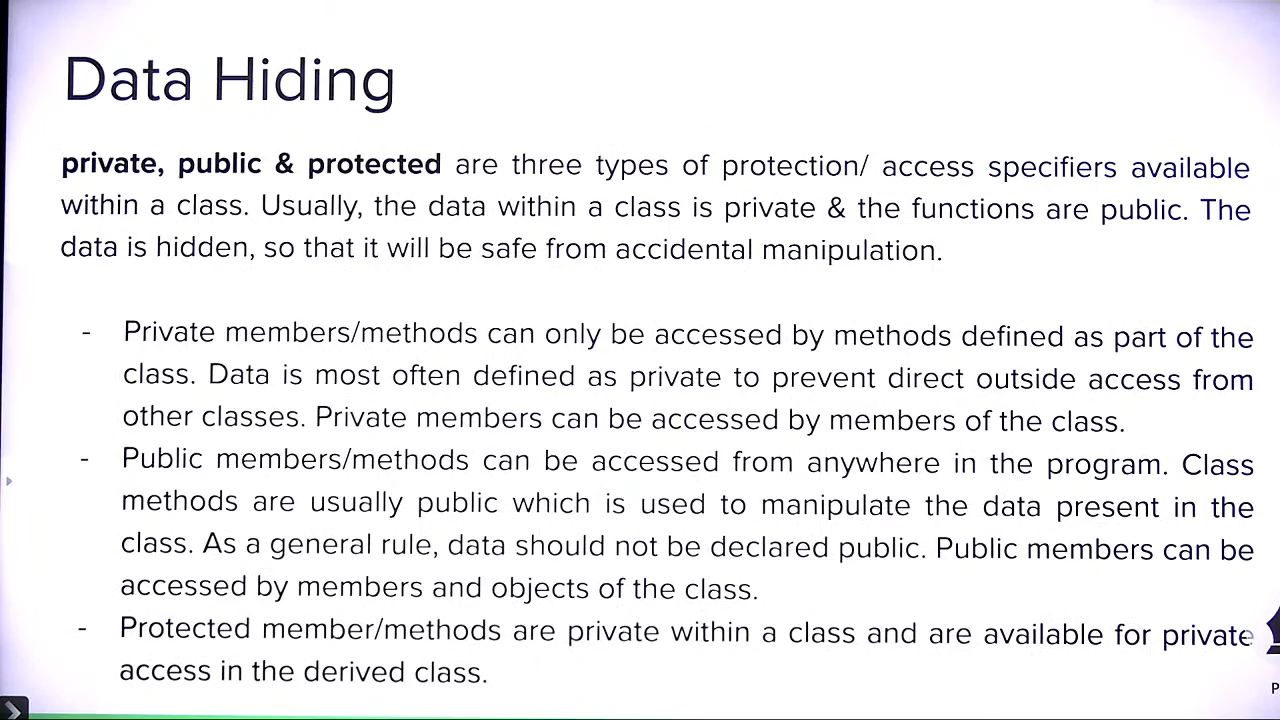 Data Hiding
private, public & protected are three types of protection/ access specifiers available
within a class. Usually, the data within a class is private & the functions are public. The
data is hidden, so that it will be safe from accidental manipulation.
- Private members/methods can only be accessed by methods defined as part of the
class. Data is most often defined as private to prevent direct outside access from
other classes. Private members can be accessed by members of the class.
- Public members/methods can be accessed from anywhere in the program. Class
methods are usually public which is used to manipulate the data present in the
class. As a general rule, data should not be declared public. Public members can be
accessed by members and objects of the class.
- Protected member/methods are private within a class and are available for private
access in the derived class.
P